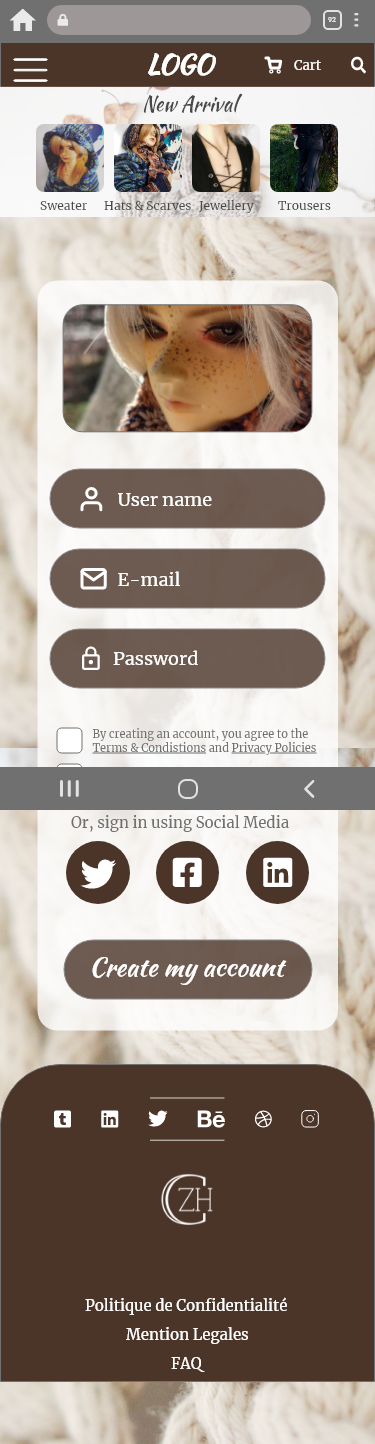 92
LOGO
Cart
New Arrival
Sweater
Hats & Scarves
Jewellery
Trousers
User name
E-mail
Password
By creating an account, you agree to the
Terms & Condistions and Privacy Policies
Or, sign in using Social Media
Create my account
Bē
CZH
Politique de Confidentialité
Mention Legales
FAQ